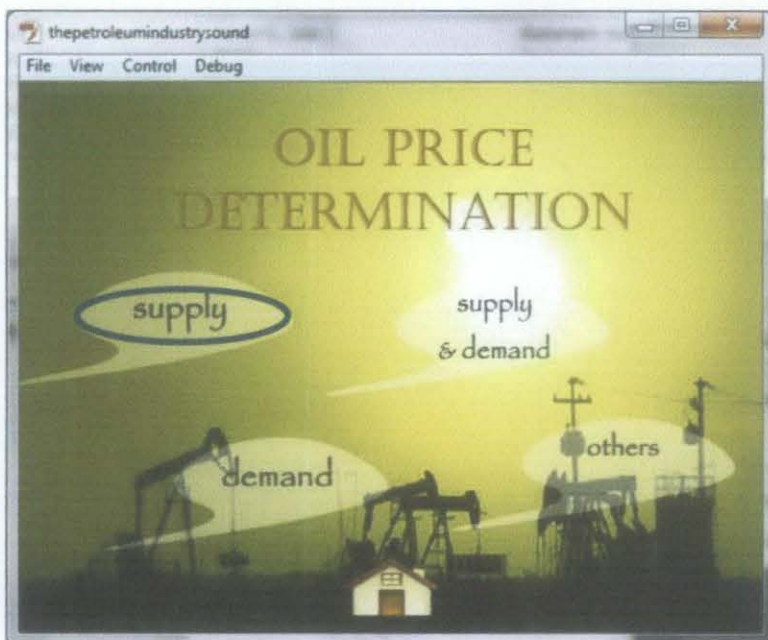 thepetroleumindustrysound
File View Control Debug
OIL PRICE
DETERMINATION
supply
supply
& demand
demand
others